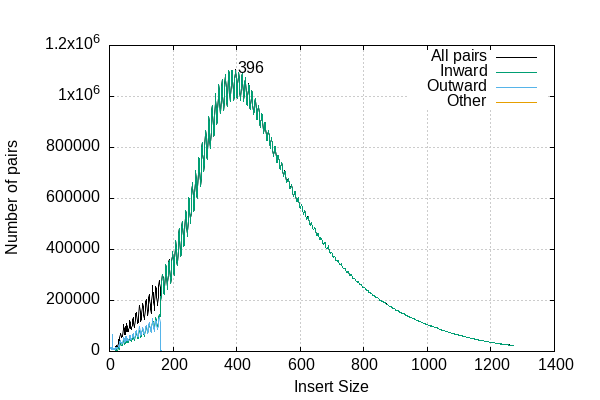 1.2x10^6
1x10^6
800000
600000
400000
200000
0
Number of pairs
396
All pairs
Inward
Outward
Other
0 200 400 600 800 1000 1200 1400
Insert Size